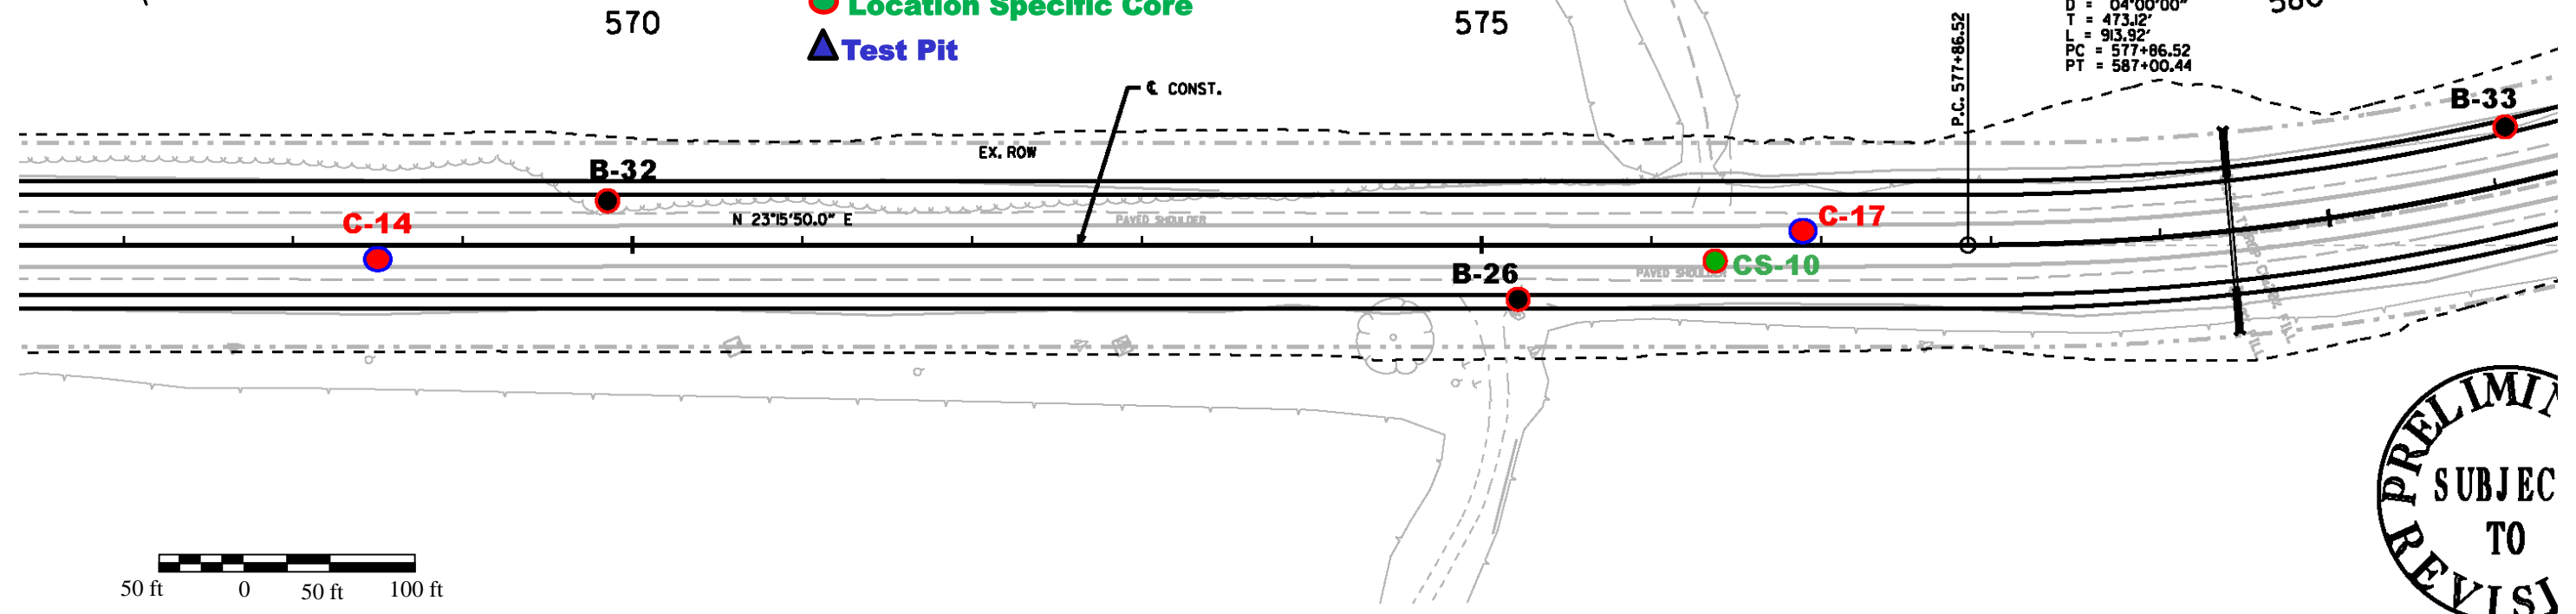 Location Specific Core
Test Pit
570
575
580
D = 04°00'00"
T = 473.12'
L = 913.92'
PC = 577+86.52
PT = 587+00.44
P.C. 577+86.52
℄ CONST.
EX. ROW
B-33
B-32
N 23°15'50.0" E
PAVED SHOULDER
C-14
C-17
CS-10
PAVED SHOULDER
B-26
50 ft 0 50 ft 100 ft
PRELIMIN
SUBJEC
TO
REVISI